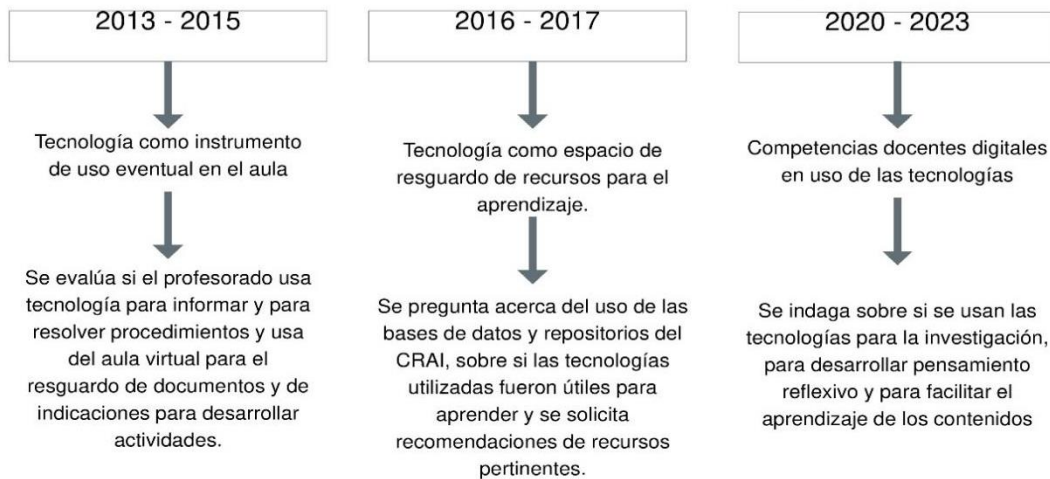 2013 - 2015
Tecnología como instrumento
de uso eventual en el aula
Se evalúa si el profesorado usa
tecnología para informar y para
resolver procedimientos y usa
del aula virtual para el
resguardo de documentos y de
indicaciones para desarrollar
actividades.
2016 - 2017
Tecnología como espacio de
resguardo de recursos para el
aprendizaje.
Se pregunta acerca del uso de las
bases de datos y repositorios del
CRAI, sobre si las tecnologías
utilizadas fueron útiles para
aprender y se solicita
recomendaciones de recursos
pertinentes.
2020 - 2023
Competencias docentes digitales
en uso de las tecnologías
Se indaga sobre si se usan las
tecnologías para la investigación,
para desarrollar pensamiento
reflexivo y para facilitar el
aprendizaje de los contenidos